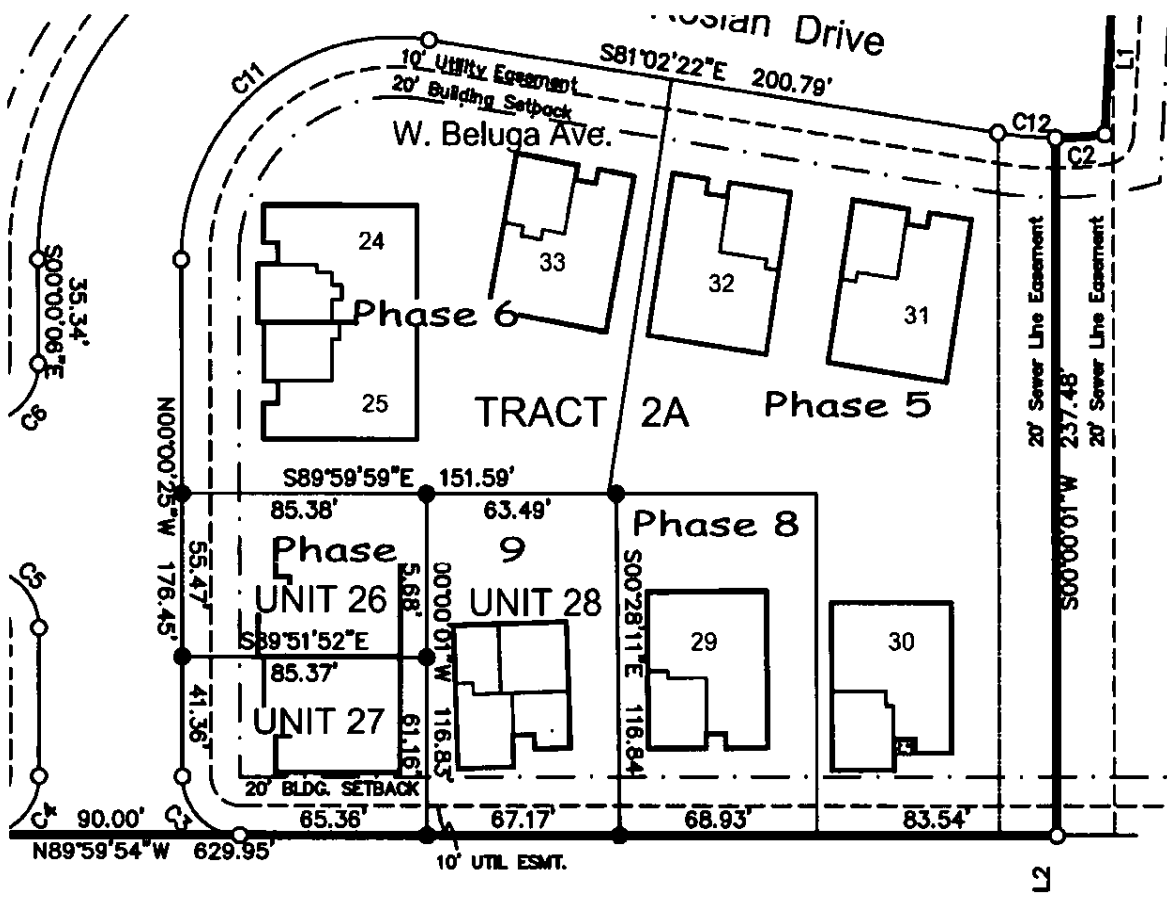 Drive
C11
10' Utility Easement
20' Building Setback
S81°02'22"E 200.79'
W. Beluga Ave.
C12
C2
L1
24
33
32
31
Phase 6
S00°00'06"E
35.34'
C6
25
TRACT 2A
Phase 5
20' Sewer Line Easement
237.48'
S00°00'01"W
20' Sewer Line Easement
N00°00'25"W 176.45'
S89°59'59"E 151.59'
85.38'
63.49'
Phase 9
Phase 8
C5
55.47'
UNIT 26
5.68'
00°00'01"W 116.83'
UNIT 28
S00°28'11"E 116.84'
29
30
S89°51'52"E
85.37'
41.36'
UNIT 27
61.16'
20' BLDG. SETBACK
C4
90.00'
C3
65.36'
67.17'
68.93'
83.54'
N89°59'54"W 629.95'
10' UTIL ESMT.
L2